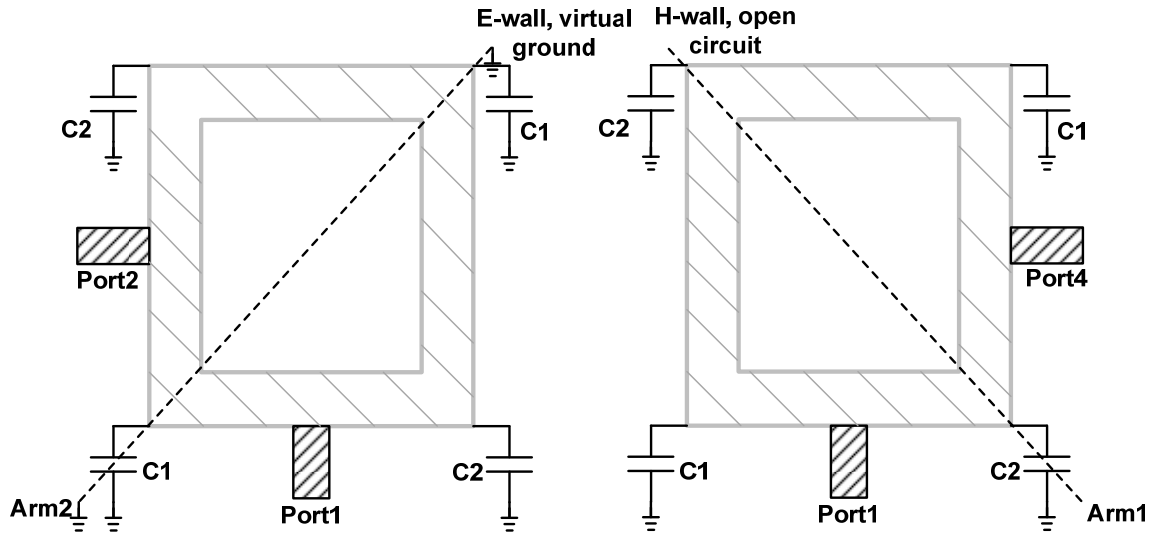 E-wall, virtual
ground
H-wall, open
circuit
C2
C1
C2
C1
Port2
Port4
C1
C2
C1
C2
Arm2
Port1
Port1
Arm1